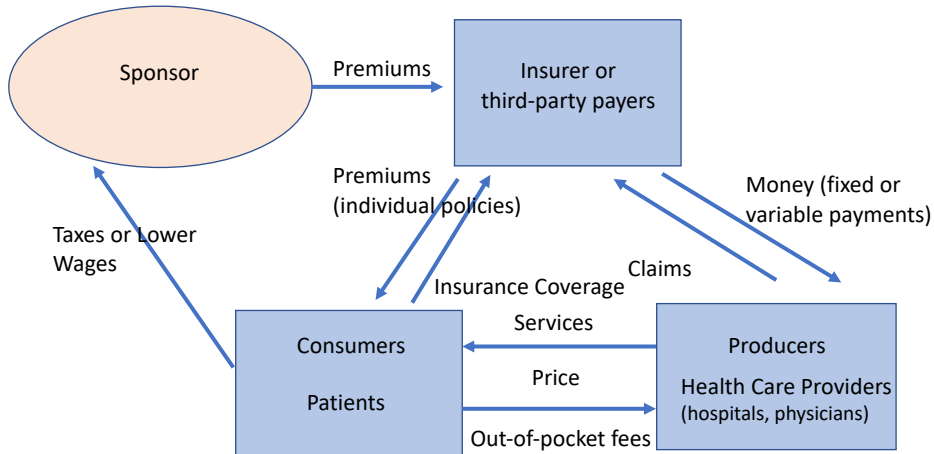 Sponsor
Premiums
Insurer or
third-party payers
Premiums
(individual policies)
Money (fixed or
variable payments)
Taxes or Lower
Wages
Claims
Insurance Coverage
Services
Consumers
Patients
Price
Out-of-pocket fees
Producers
Health Care Providers
(hospitals, physicians)